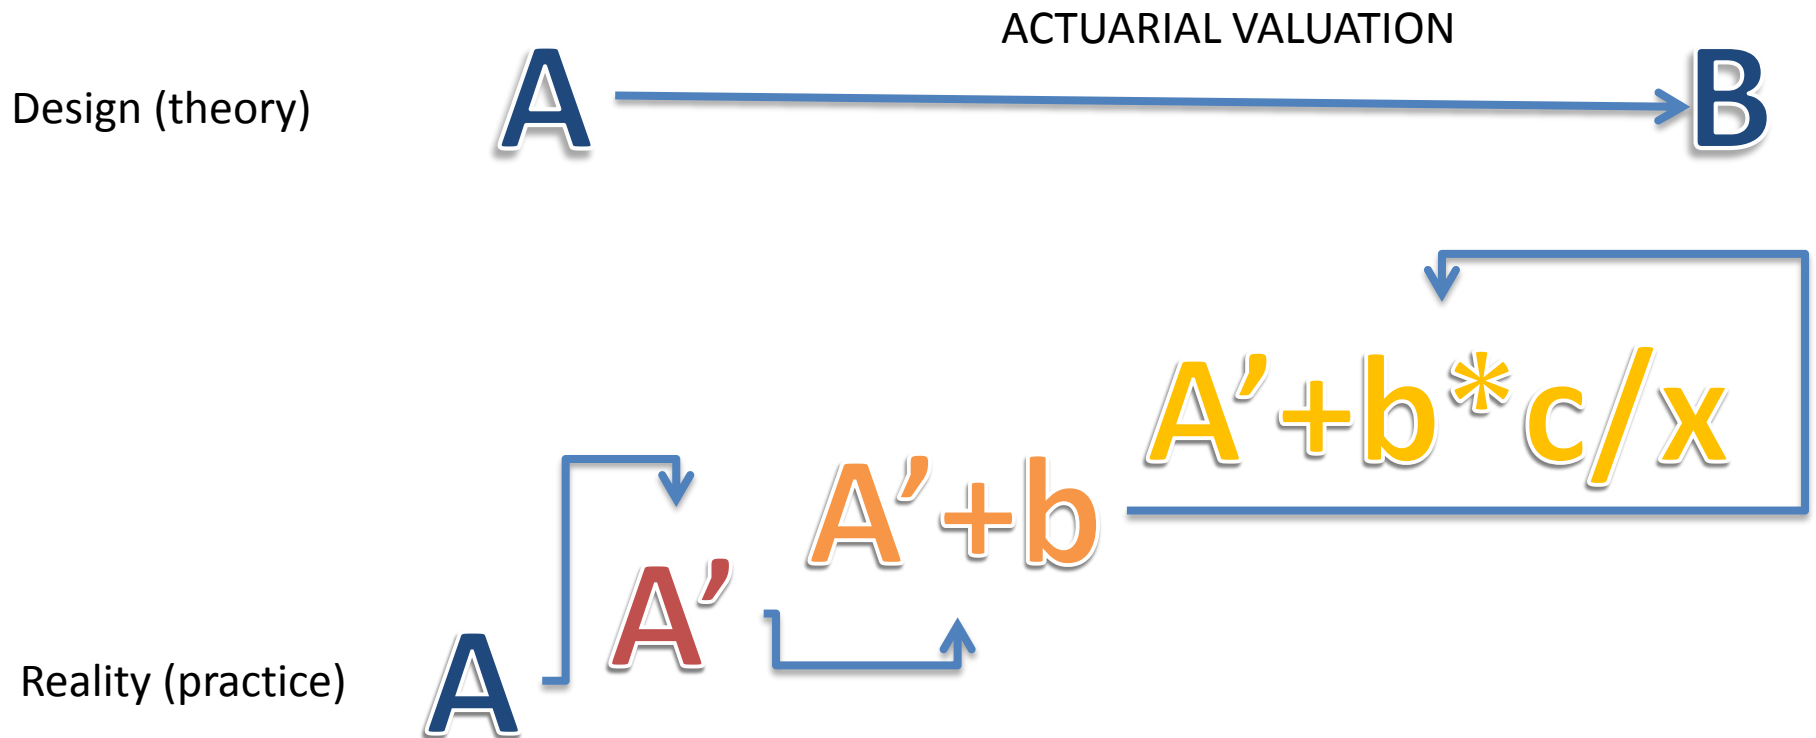 ACTUARIAL VALUATION
Design (theory) A B
A’+b*c/x
A’+b
A’
Reality (practice) A